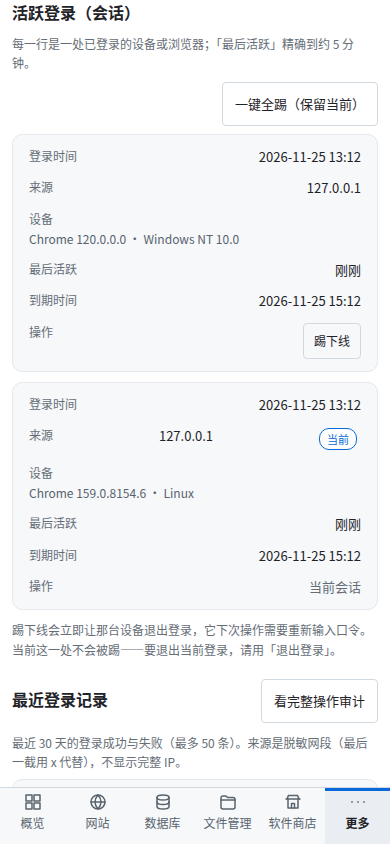 活跃登录（会话）
每一行是一处已登录的设备或浏览器；「最后活跃」精确到约 5 分
钟。
一键全踢（保留当前）
登录时间 2026-11-25 13:12
来源 127.0.0.1
设备
Chrome 120.0.0.0 · Windows NT 10.0
最后活跃 刚刚
到期时间 2026-11-25 15:12
操作 踢下线
登录时间 2026-11-25 13:12
来源 127.0.0.1 当前
设备
Chrome 159.0.8154.6 · Linux
最后活跃 刚刚
到期时间 2026-11-25 15:12
操作 当前会话
踢下线会立即让那台设备退出登录，它下次操作需要重新输入口令。
当前这一处不会被踢——要退出当前登录，请用「退出登录」。
最近登录记录 看完整操作审计
最近 30 天的登录成功与失败（最多 50 条）。来源是脱敏网段（最后
一截用 x 代替），不显示完整 IP。
概览 网站 数据库 文件管理 软件商店 更多